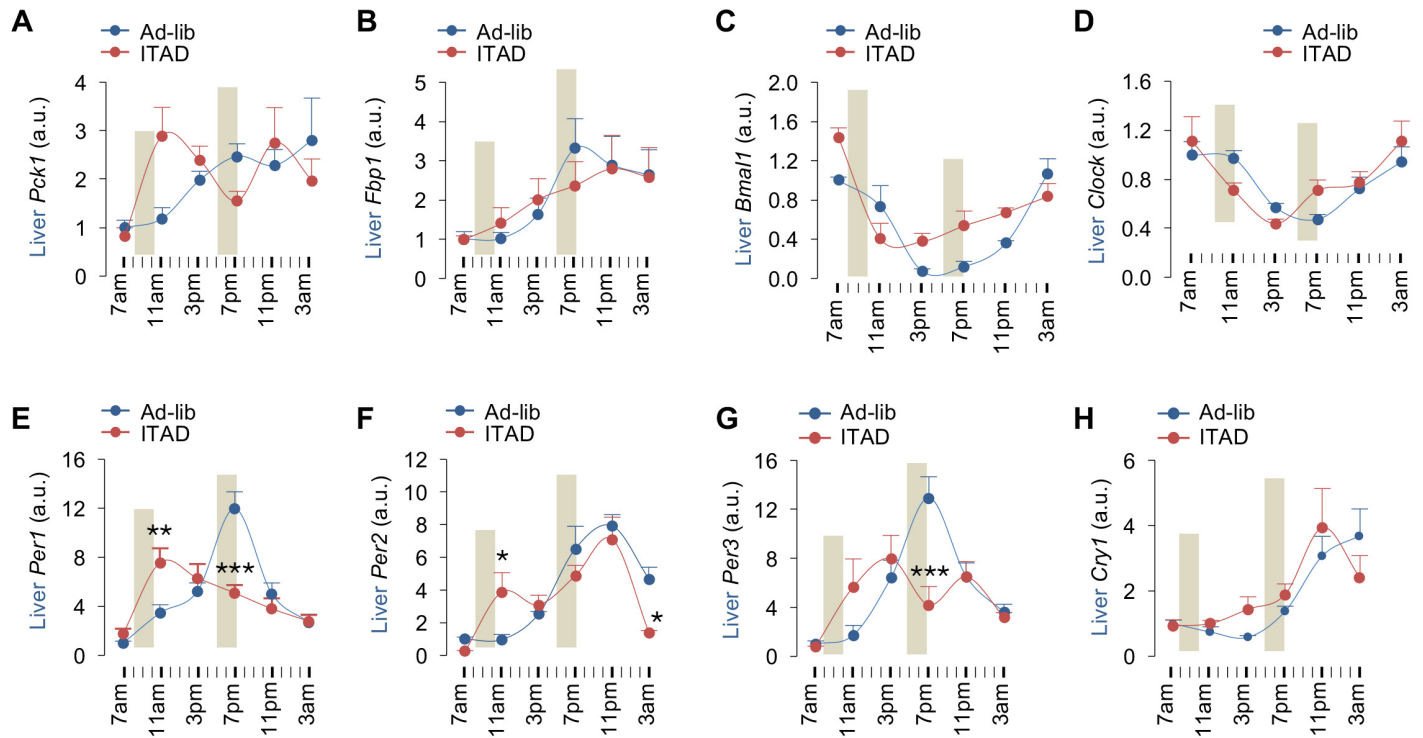 A
Ad-lib
ITAD
Liver Pck1 (a.u.)
4
3
2
1
0
7am
11am
3pm
7pm
11pm
3am
B
Ad-lib
ITAD
Liver Fbp1 (a.u.)
5
4
3
2
1
0
7am
11am
3pm
7pm
11pm
3am
C
Ad-lib
ITAD
Liver Bmal1 (a.u.)
2.0
1.6
1.2
0.8
0.4
0.0
7am
11am
3pm
7pm
11pm
3am
D
Ad-lib
ITAD
Liver Clock (a.u.)
1.6
1.2
0.8
0.4
0.0
7am
11am
3pm
7pm
11pm
3am
E
Ad-lib
ITAD
Liver Per1 (a.u.)
16
12
8
4
0
**
***
7am
11am
3pm
7pm
11pm
3am
F
Ad-lib
ITAD
Liver Per2 (a.u.)
12
10
8
6
4
2
0
*
*
7am
11am
3pm
7pm
11pm
3am
G
Ad-lib
ITAD
Liver Per3 (a.u.)
16
12
8
4
0
***
7am
11am
3pm
7pm
11pm
3am
H
Ad-lib
ITAD
Liver Cry1 (a.u.)
6
4
2
0
7am
11am
3pm
7pm
11pm
3am